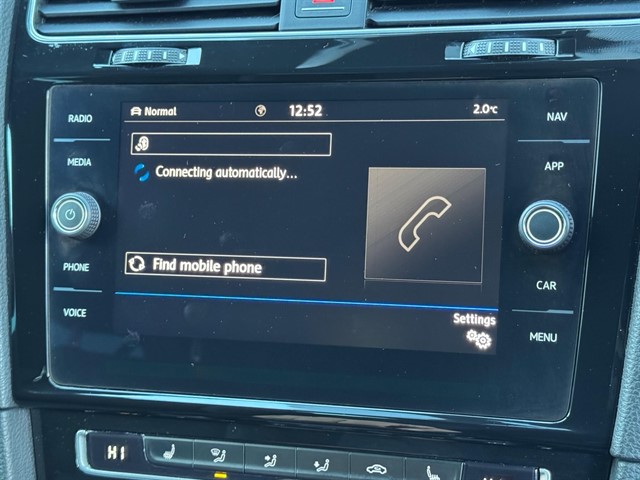 Normal 12:52 2.0°C
RADIO
MEDIA
PHONE
VOICE
Connecting automatically...
Find mobile phone
Settings
NAV
APP
CAR
MENU
HI